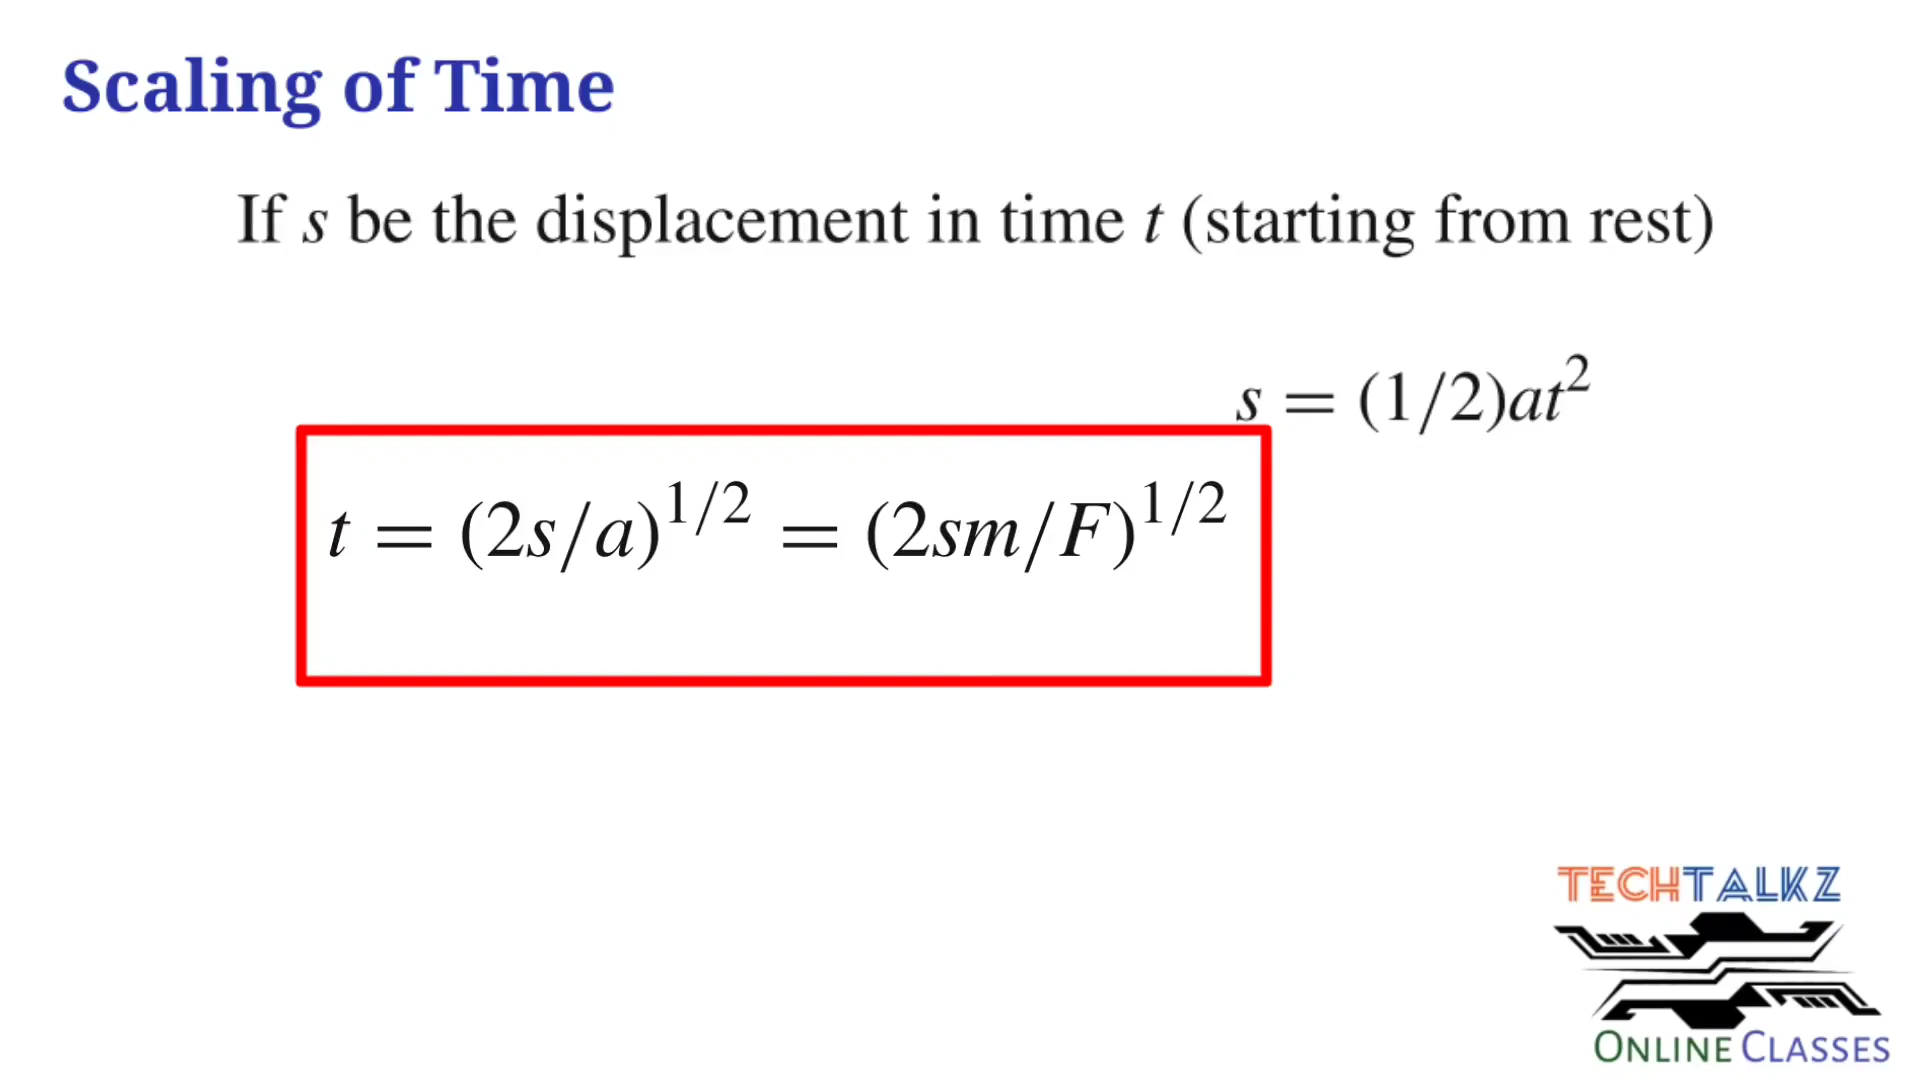 Scaling of Time
If s be the displacement in time t (starting from rest)
s = (1/2)at²
t = (2s/a)^{1/2} = (2sm/F)^{1/2}
TECHTALKZ
ONLINE CLASSES